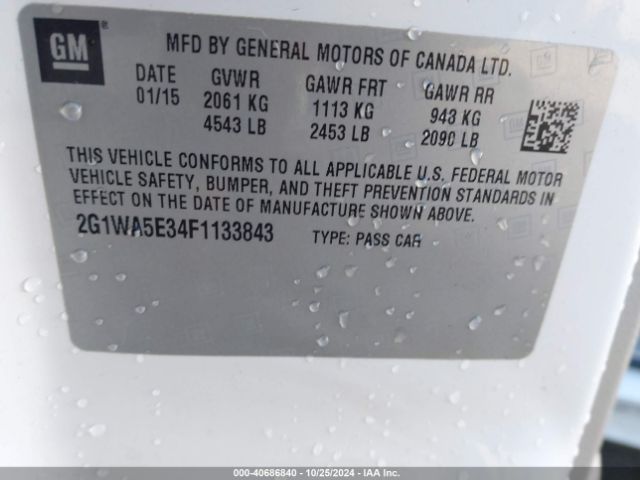 GM
MFD BY GENERAL MOTORS OF CANADA LTD.
DATE GVWR GAWR FRT GAWR RR
01/15 2061 KG 1113 KG 948 KG
4543 LB 2453 LB 2090 LB
THIS VEHICLE CONFORMS TO ALL APPLICABLE U.S. FEDERAL MOTOR
VEHICLE SAFETY, BUMPER, AND THEFT PREVENTION STANDARDS IN
EFFECT ON THE DATE OF MANUFACTURE SHOWN ABOVE.
2G1WA5E34F1133843 TYPE: PASS CAR
000-40686840 - 10/25/2024 - IAA Inc.